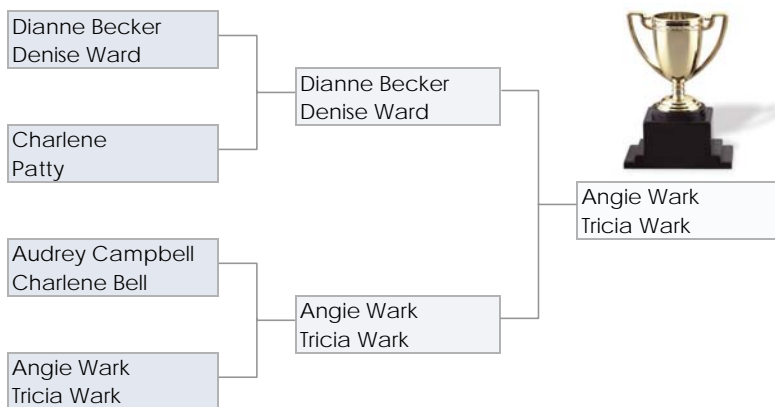 Dianne Becker
Denise Ward
Charlene
Patty
Audrey Campbell
Charlene Bell
Angie Wark
Tricia Wark
Dianne Becker
Denise Ward
Angie Wark
Tricia Wark
Angie Wark
Tricia Wark